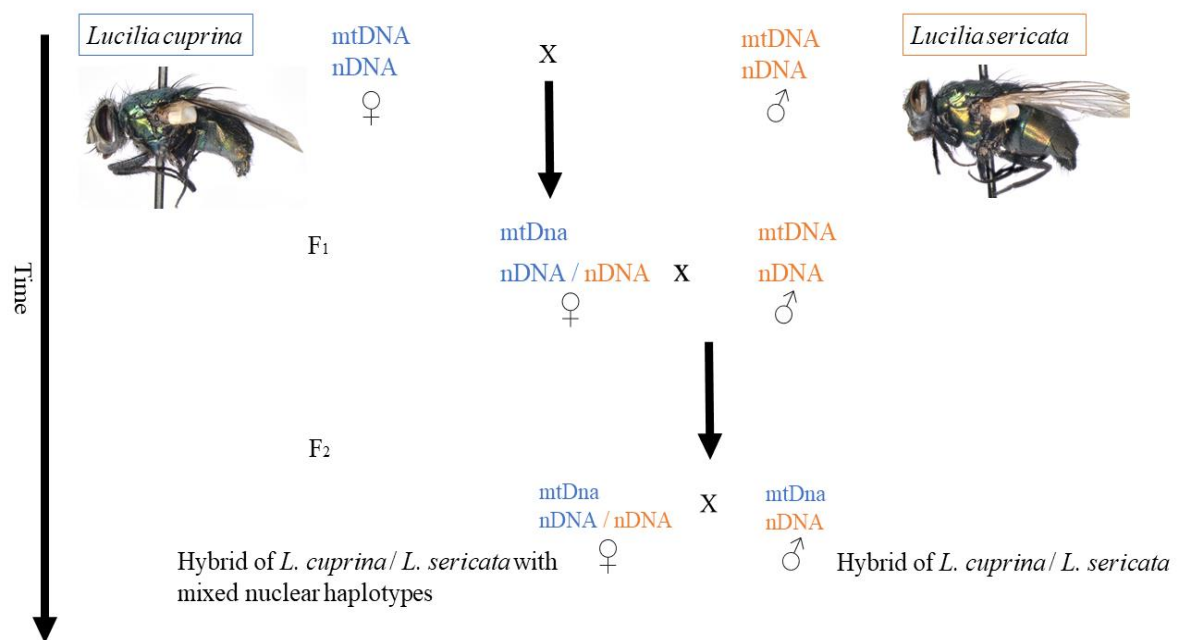 Lucilia cuprina
mtDNA
nDNA
♀
X
mtDNA
nDNA
♂
Lucilia sericata
Time
F1
mtDna
nDNA / nDNA
♀
X
mtDNA
nDNA
♂
F2
mtDna
nDNA / nDNA
♀
X
mtDna
nDNA
♂
Hybrid of L. cuprina / L. sericata with
mixed nuclear haplotypes
Hybrid of L. cuprina / L. sericata